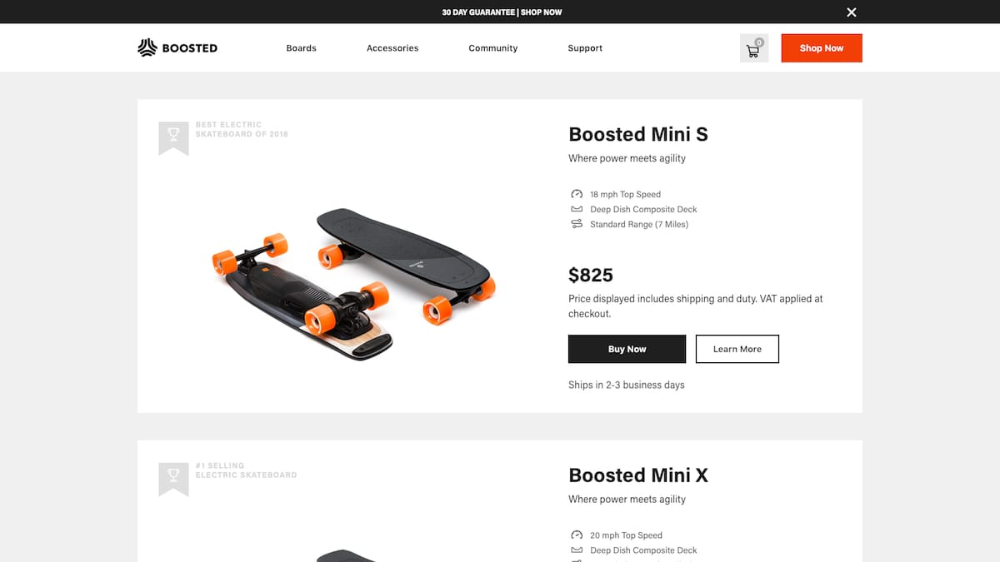 30 DAY GUARANTEE | SHOP NOW
BOOSTED
Boards
Accessories
Community
Support
0
Shop Now
BEST ELECTRIC
SKATEBOARD OF 2018
Boosted Mini S
Where power meets agility
18 mph Top Speed
Deep Dish Composite Deck
Standard Range (7 Miles)
$825
Price displayed includes shipping and duty. VAT applied at
checkout.
Buy Now
Learn More
Ships in 2-3 business days
#1 SELLING
ELECTRIC SKATEBOARD
Boosted Mini X
Where power meets agility
20 mph Top Speed
Deep Dish Composite Deck